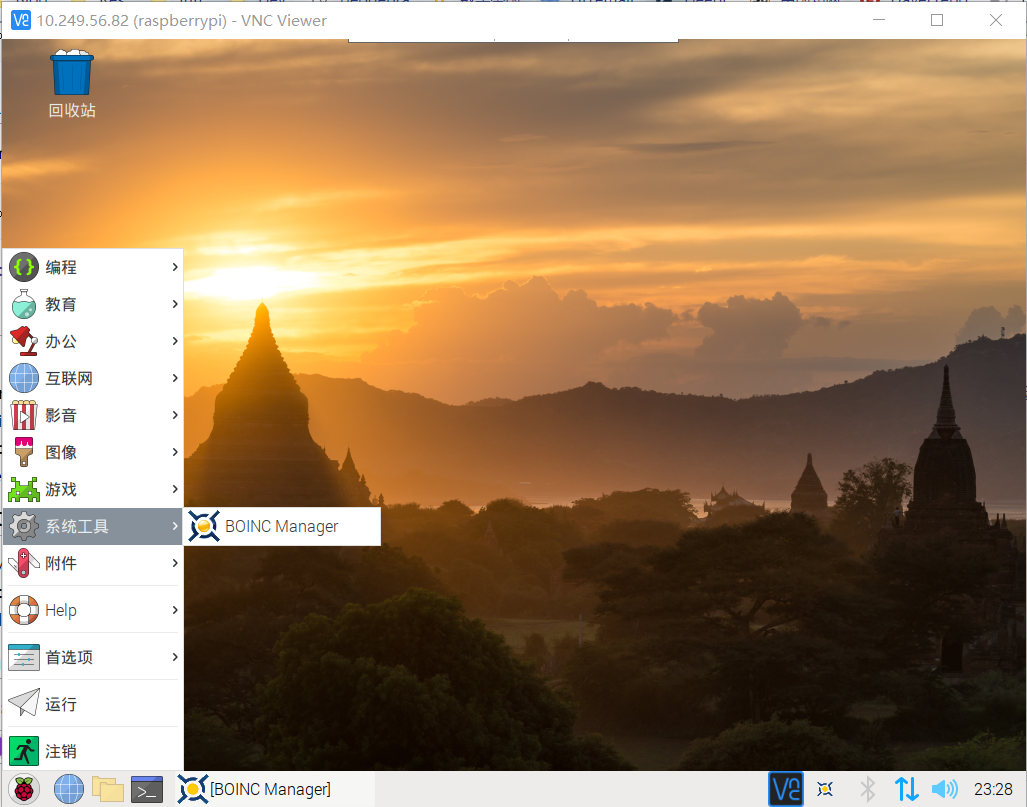 10.249.56.82 (raspberrypi) - VNC Viewer
回收站
编程
教育
办公
互联网
影音
图像
游戏
系统工具
BOINC Manager
附件
Help
首选项
运行
注销
[BOINC Manager]
23:28